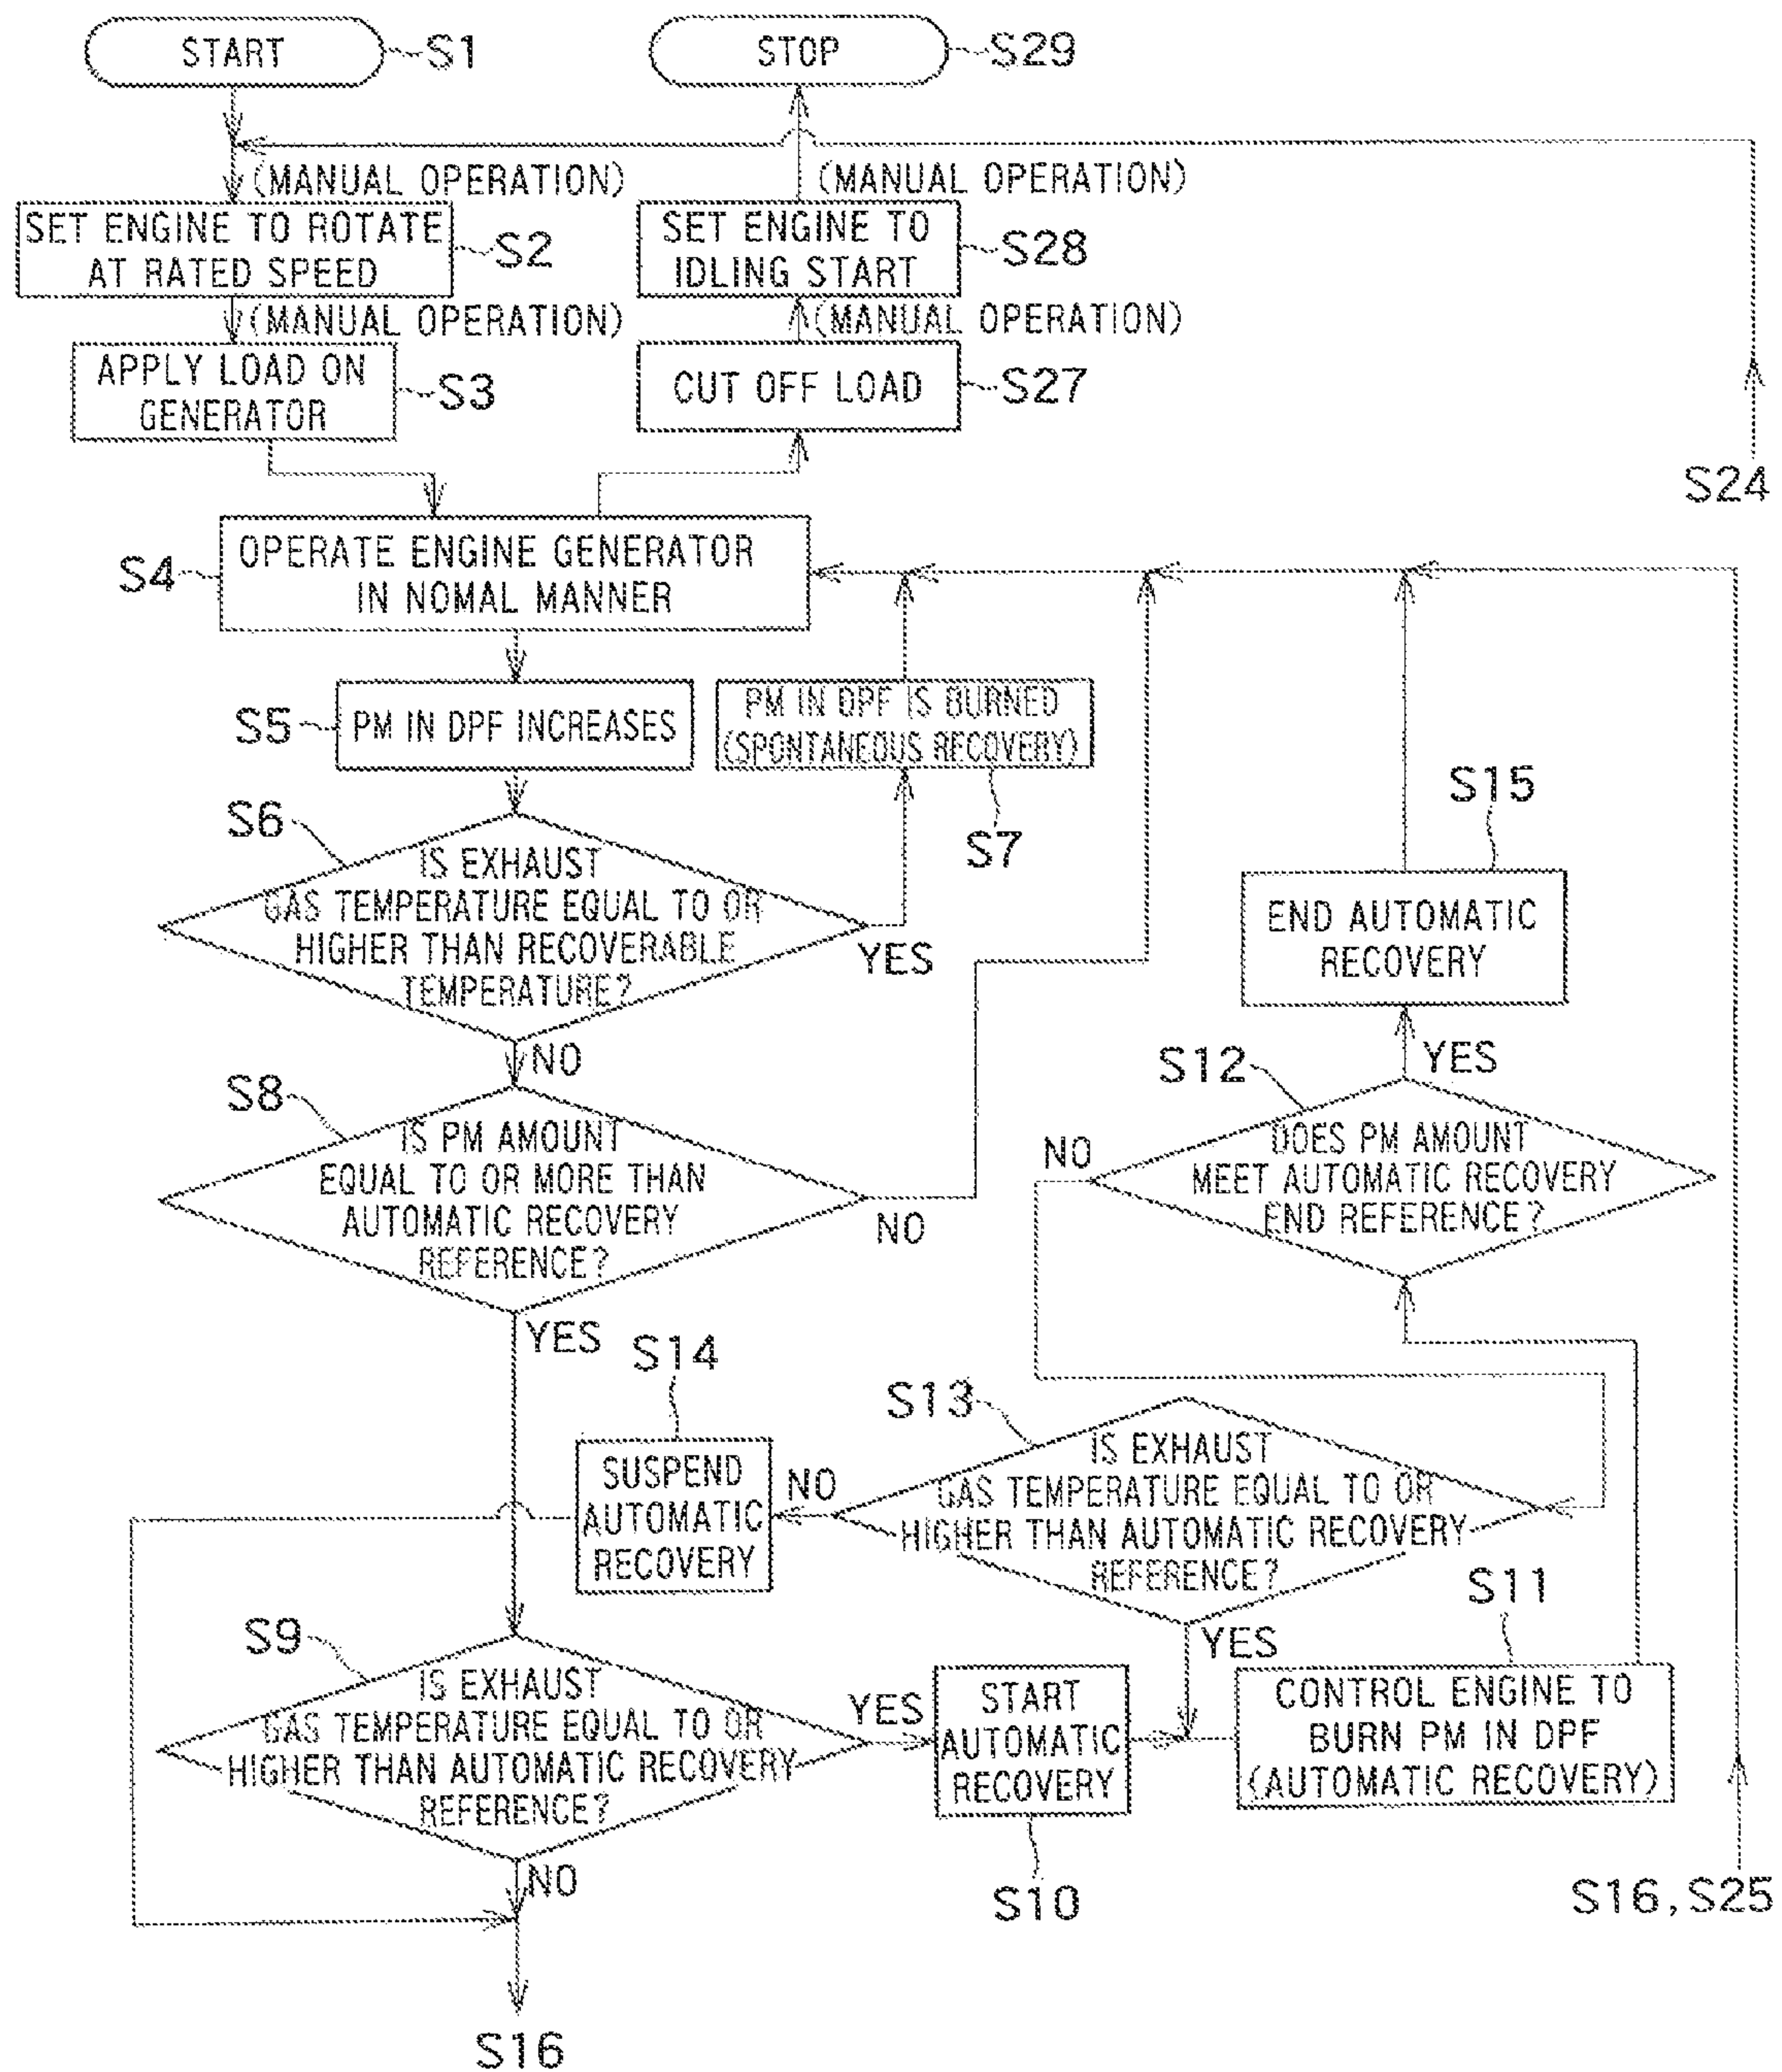 START
S1
STOP
S29
(MANUAL OPERATION)
(MANUAL OPERATION)
SET ENGINE TO ROTATE
AT RATED SPEED
S2
SET ENGINE TO
IDLING START
S28
(MANUAL OPERATION)
(MANUAL OPERATION)
APPLY LOAD ON
GENERATOR
S3
CUT OFF LOAD
S27
S24
S4
OPERATE ENGINE GENERATOR
IN NOMAL MANNER
S5
PM IN DPF INCREASES
PM IN DPF IS BURNED
(SPONTANEOUS RECOVERY)
S7
S6
IS EXHAUST
GAS TEMPERATURE EQUAL TO OR
HIGHER THAN RECOVERABLE
TEMPERATURE?
YES
NO
S15
END AUTOMATIC
RECOVERY
S8
IS PM AMOUNT
EQUAL TO OR MORE THAN
AUTOMATIC RECOVERY
REFERENCE?
NO
YES
S12
YES
NO
DOES PM AMOUNT
MEET AUTOMATIC RECOVERY
END REFERENCE?
S14
SUSPEND
AUTOMATIC
RECOVERY
NO
S13
IS EXHAUST
GAS TEMPERATURE EQUAL TO OR
HIGHER THAN AUTOMATIC RECOVERY
REFERENCE?
YES
S11
CONTROL ENGINE TO
BURN PM IN DPF
(AUTOMATIC RECOVERY)
S9
IS EXHAUST
GAS TEMPERATURE EQUAL TO OR
HIGHER THAN AUTOMATIC RECOVERY
REFERENCE?
YES
START
AUTOMATIC
RECOVERY
S10
NO
S16,S25
S16